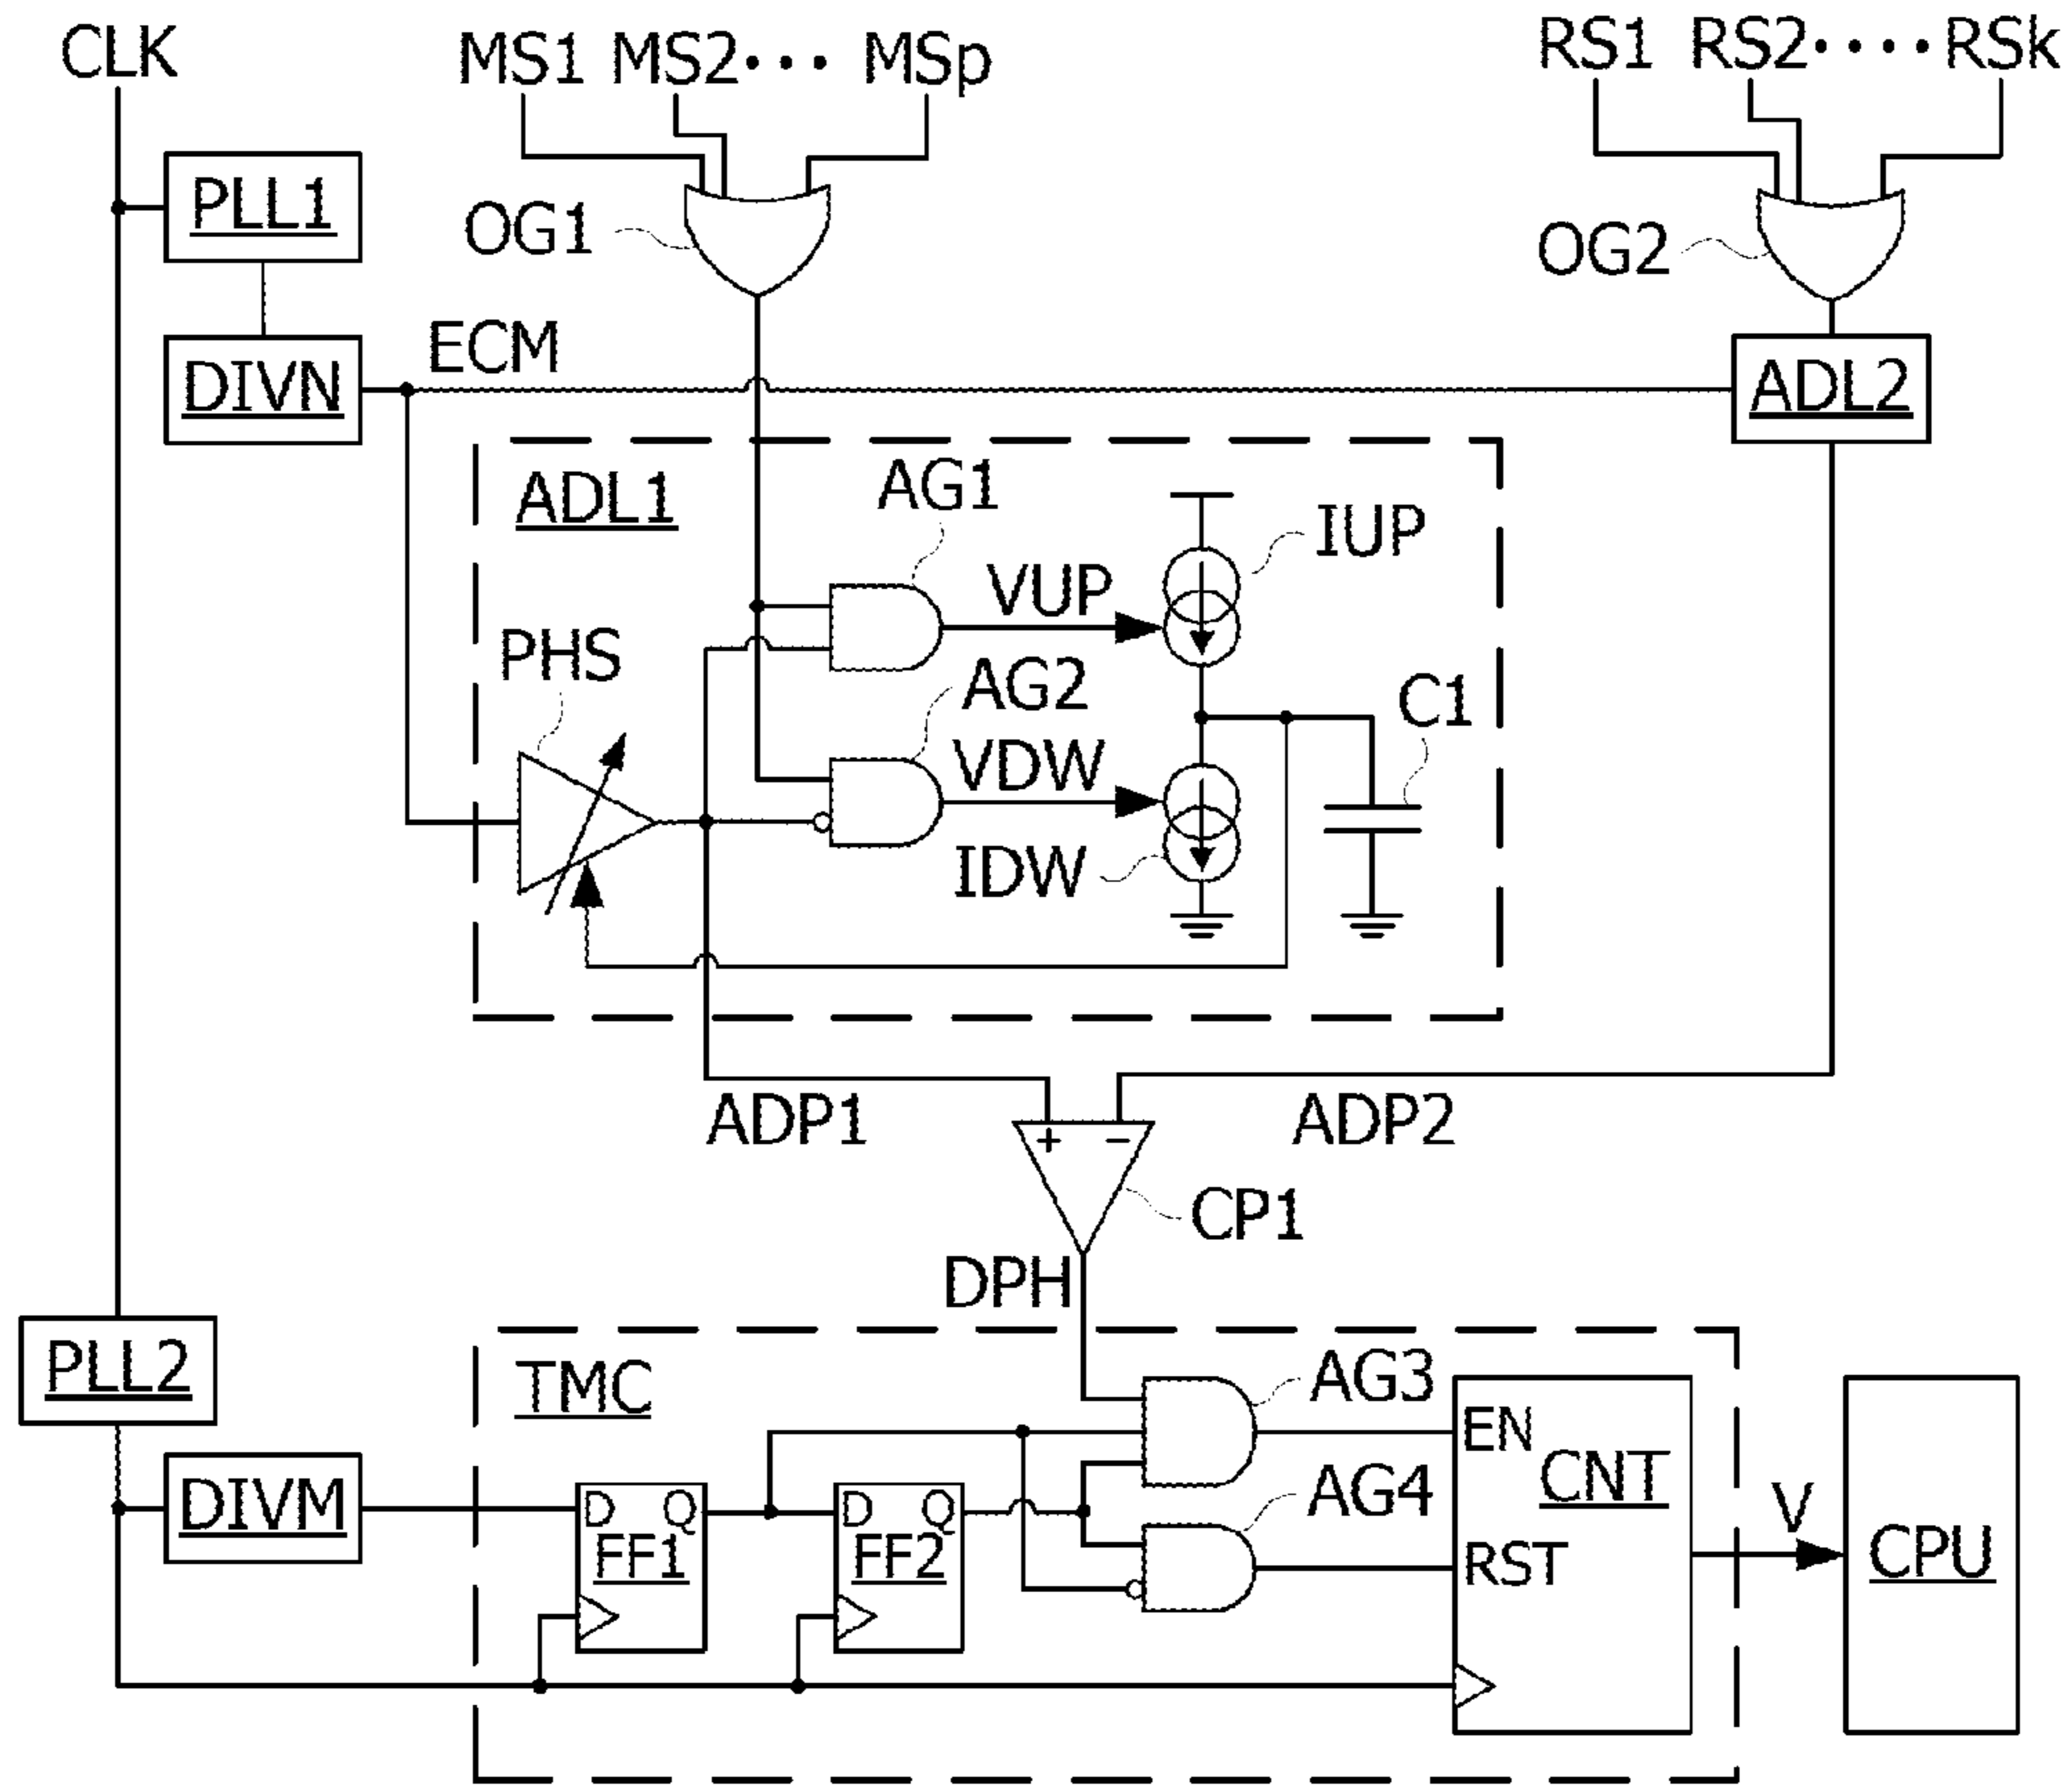 CLK
MS1 MS2··· MSp
RS1 RS2···· RSk
PLL1
OG1
OG2
ECM
DIVN
ADL2
ADL1
AG1
IUP
VUP
PHS
AG2
C1
VDW
IDW
ADP1
ADP2
+ −
CP1
DPH
PLL2
TMC
AG3
EN
CNT
DIVM
D Q
FF1
D Q
FF2
AG4
RST
V
CPU